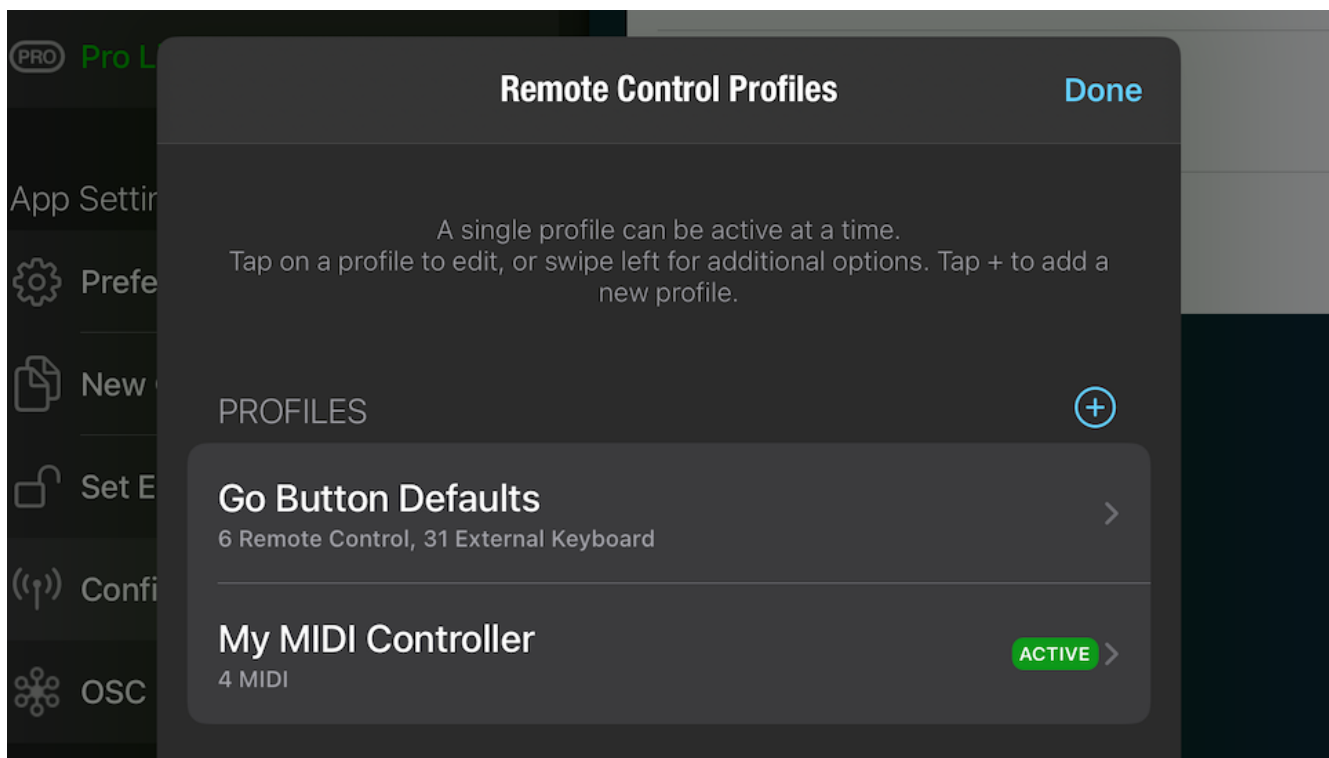 PRO Pro L
Remote Control Profiles
Done
App Settin
A single profile can be active at a time.
Tap on a profile to edit, or swipe left for additional options. Tap + to add a
new profile.
Prefe
New
PROFILES
Set E
Go Button Defaults
6 Remote Control, 31 External Keyboard
Confi
My MIDI Controller
ACTIVE
4 MIDI
OSC